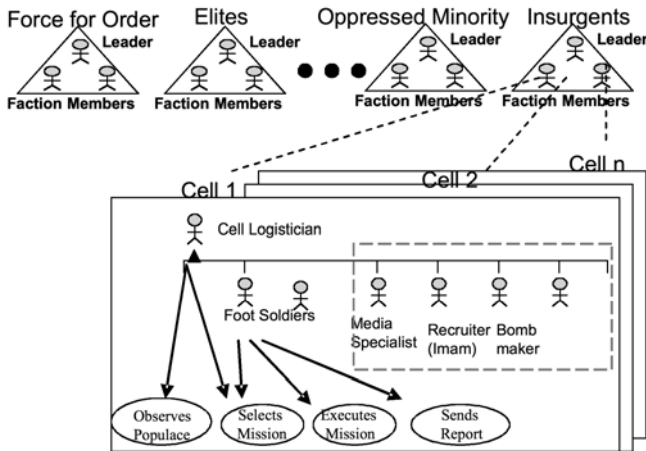 Force for Order
Elites
Oppressed Minority
Insurgents
Leader
Leader
Leader
Leader
Faction Members
Faction Members
Faction Members
Faction Members
Cell n
Cell 2
Cell 1
Cell Logistician
Foot Soldiers
Media
Specialist
Recruiter
(Imam)
Bomb
maker
Observes
Populace
Selects
Mission
Executes
Mission
Sends
Report